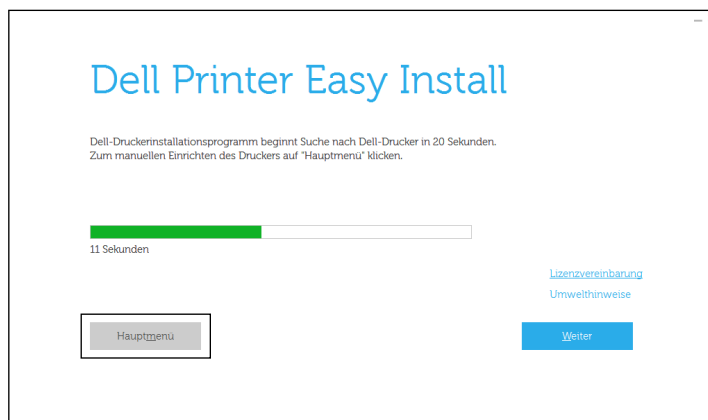 Dell Printer Easy Install
Dell-Druckerinstallationsprogramm beginnt Suche nach Dell-Drucker in 20 Sekunden.
Zum manuellen Einrichten des Druckers auf "Hauptmenü" klicken.
11 Sekunden
Lizenzvereinbarung
Umwelthinweise
Hauptmenü
Weiter